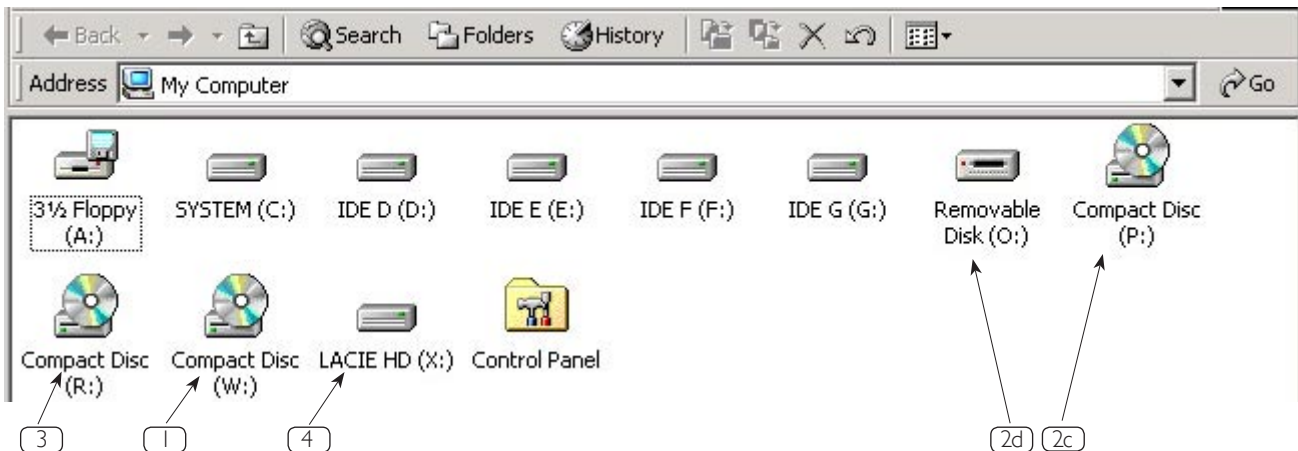 Back Search Folders History
Address My Computer Go
3½ Floppy (A:)
SYSTEM (C:)
IDE D (D:)
IDE E (E:)
IDE F (F:)
IDE G (G:)
Removable Disk (O:)
Compact Disc (P:)
Compact Disc (R:)
Compact Disc (W:)
LACIE HD (X:)
Control Panel
3 1 4 2d 2c